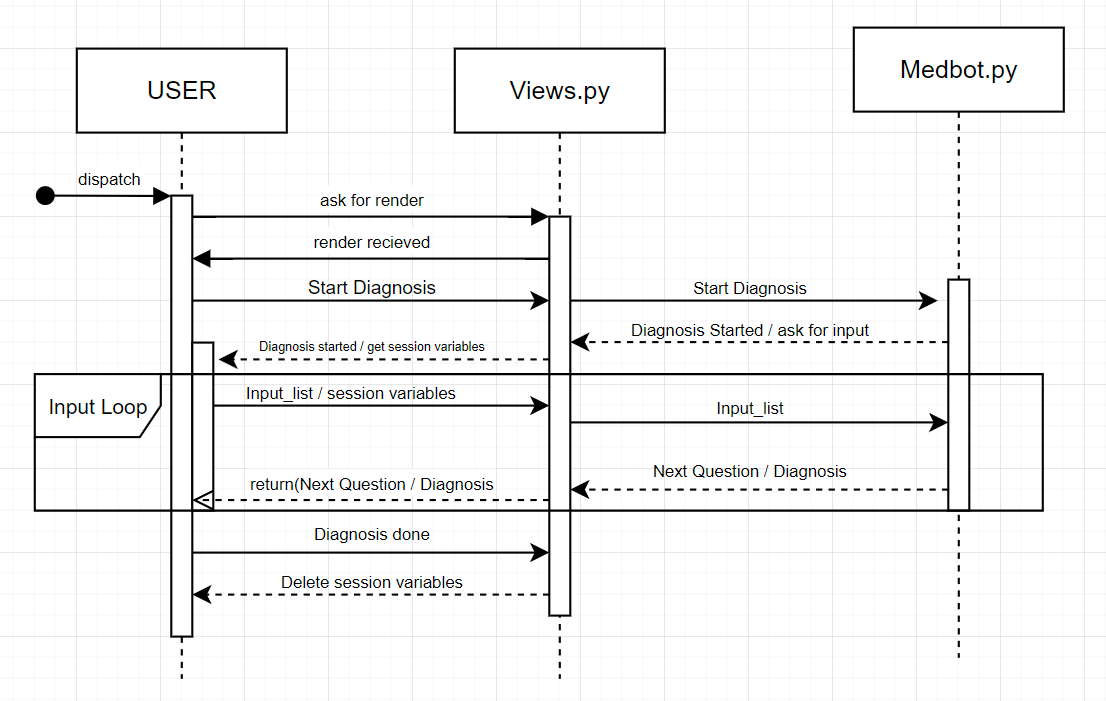 USER
Views.py
Medbot.py
dispatch
ask for render
render recieved
Start Diagnosis
Start Diagnosis
Diagnosis Started / ask for input
Diagnosis started / get session variables
Input Loop
Input_list / session variables
Input_list
Next Question / Diagnosis
return(Next Question / Diagnosis
Diagnosis done
Delete session variables